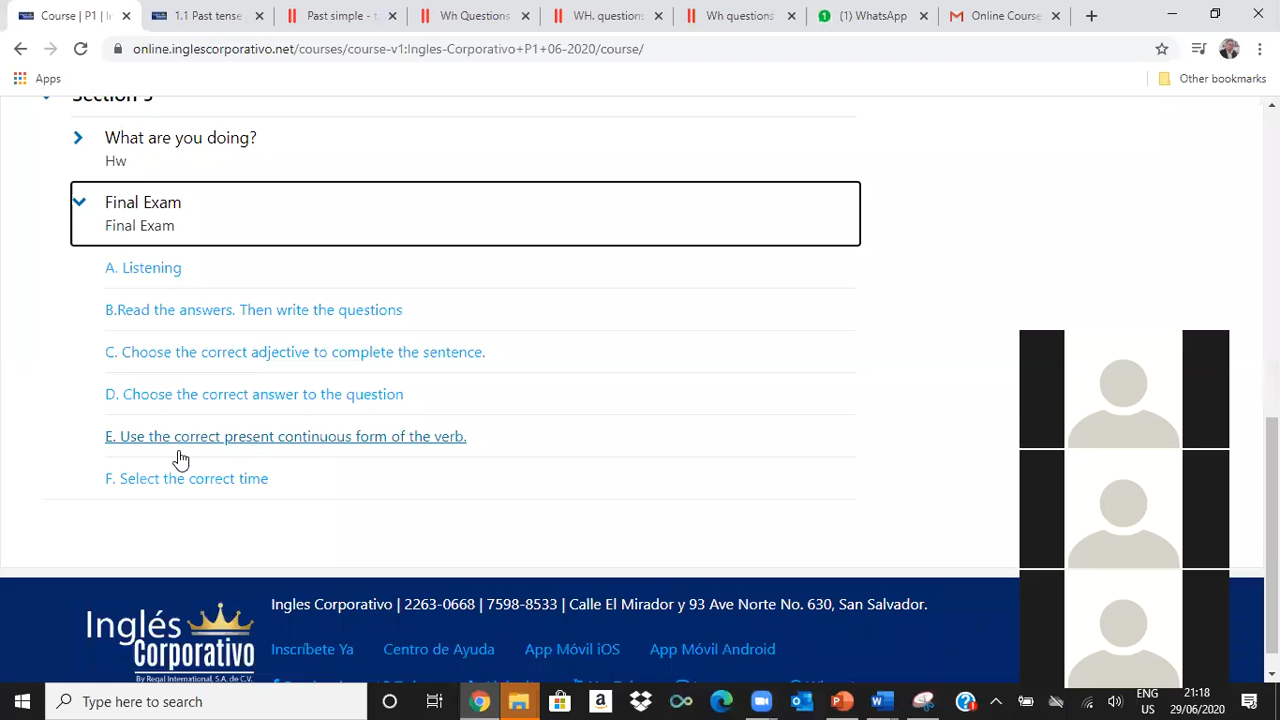 Course | P1 | I
1.1 Past tense
Past simple - t
Wh Questions
WH. questions
Wh questions
(1) WhatsApp
Online Course
online.inglescorporativo.net/courses/course-v1:Ingles-Corporativo+P1+06-2020/course/
Apps
Other bookmarks
What are you doing?
Hw
Final Exam
Final Exam
A. Listening
B.Read the answers. Then write the questions
C. Choose the correct adjective to complete the sentence.
D. Choose the correct answer to the question
E. Use the correct present continuous form of the verb.
F. Select the correct time
Inglés
Corporativo
By Regal International, S.A. de C.V.
Ingles Corporativo | 2263-0668 | 7598-8533 | Calle El Mirador y 93 Ave Norte No. 630, San Salvador.
Inscríbete Ya
Centro de Ayuda
App Móvil iOS
App Móvil Android
Type here to search
ENG
US
21:18
29/06/2020